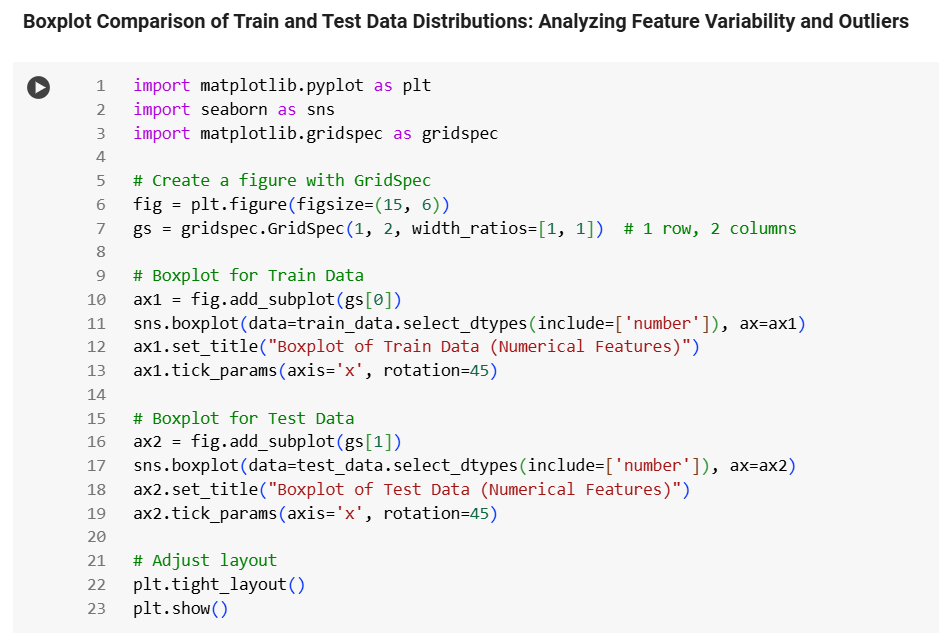 Boxplot Comparison of Train and Test Data Distributions: Analyzing Feature Variability and Outliers
1 import matplotlib.pyplot as plt
2 import seaborn as sns
3 import matplotlib.gridspec as gridspec
4
5 # Create a figure with GridSpec
6 fig = plt.figure(figsize=(15, 6))
7 gs = gridspec.GridSpec(1, 2, width_ratios=[1, 1])  # 1 row, 2 columns
8
9 # Boxplot for Train Data
10 ax1 = fig.add_subplot(gs[0])
11 sns.boxplot(data=train_data.select_dtypes(include=['number']), ax=ax1)
12 ax1.set_title("Boxplot of Train Data (Numerical Features)")
13 ax1.tick_params(axis='x', rotation=45)
14
15 # Boxplot for Test Data
16 ax2 = fig.add_subplot(gs[1])
17 sns.boxplot(data=test_data.select_dtypes(include=['number']), ax=ax2)
18 ax2.set_title("Boxplot of Test Data (Numerical Features)")
19 ax2.tick_params(axis='x', rotation=45)
20
21 # Adjust layout
22 plt.tight_layout()
23 plt.show()